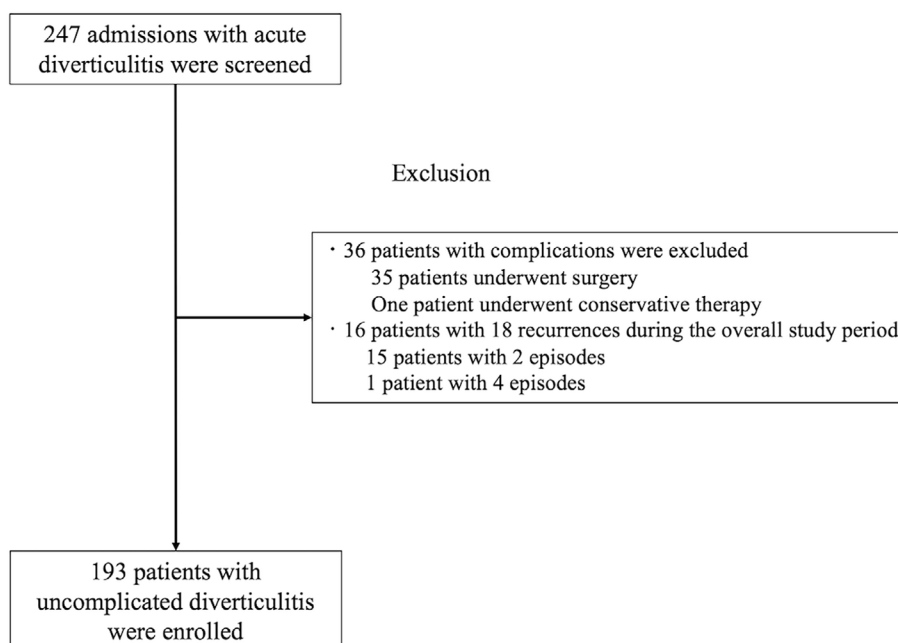 247 admissions with acute
diverticulitis were screened
Exclusion
・36 patients with complications were excluded
35 patients underwent surgery
One patient underwent conservative therapy
・16 patients with 18 recurrences during the overall study period
15 patients with 2 episodes
1 patient with 4 episodes
193 patients with
uncomplicated diverticulitis
were enrolled